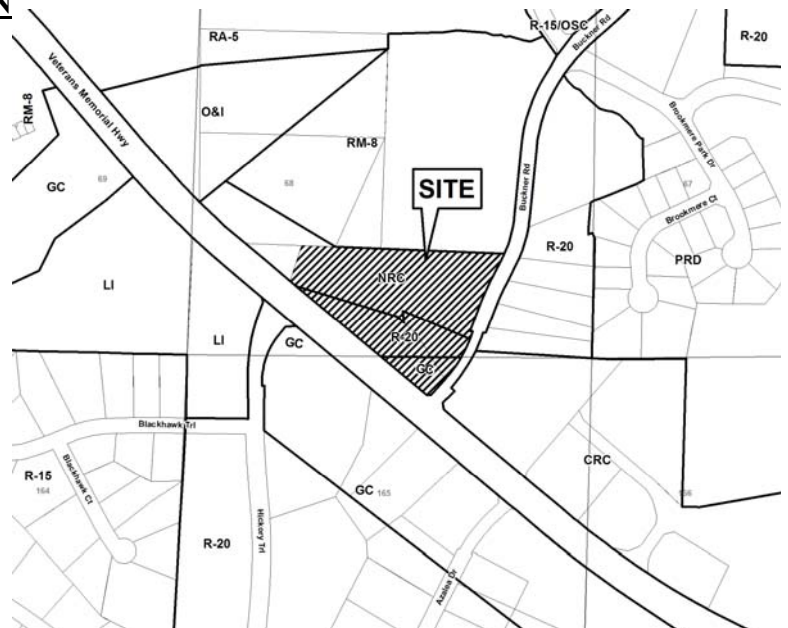 N
RA-5
R-15/OSC
Buckner Rd
R-20
Veterans Memorial Hwy
RM-8
O&I
RM-8
Brookmere Park Dr
GC
69
68
SITE
Buckner Rd
67
Brookmere Ct
R-20
PRD
NRC
LI
R-20
LI
GC
GC
Blackhawk Trl
CRC
R-15
164
Blackhawk Ct
GC
165
166
Hickory Trl
R-20
Azalea Dr